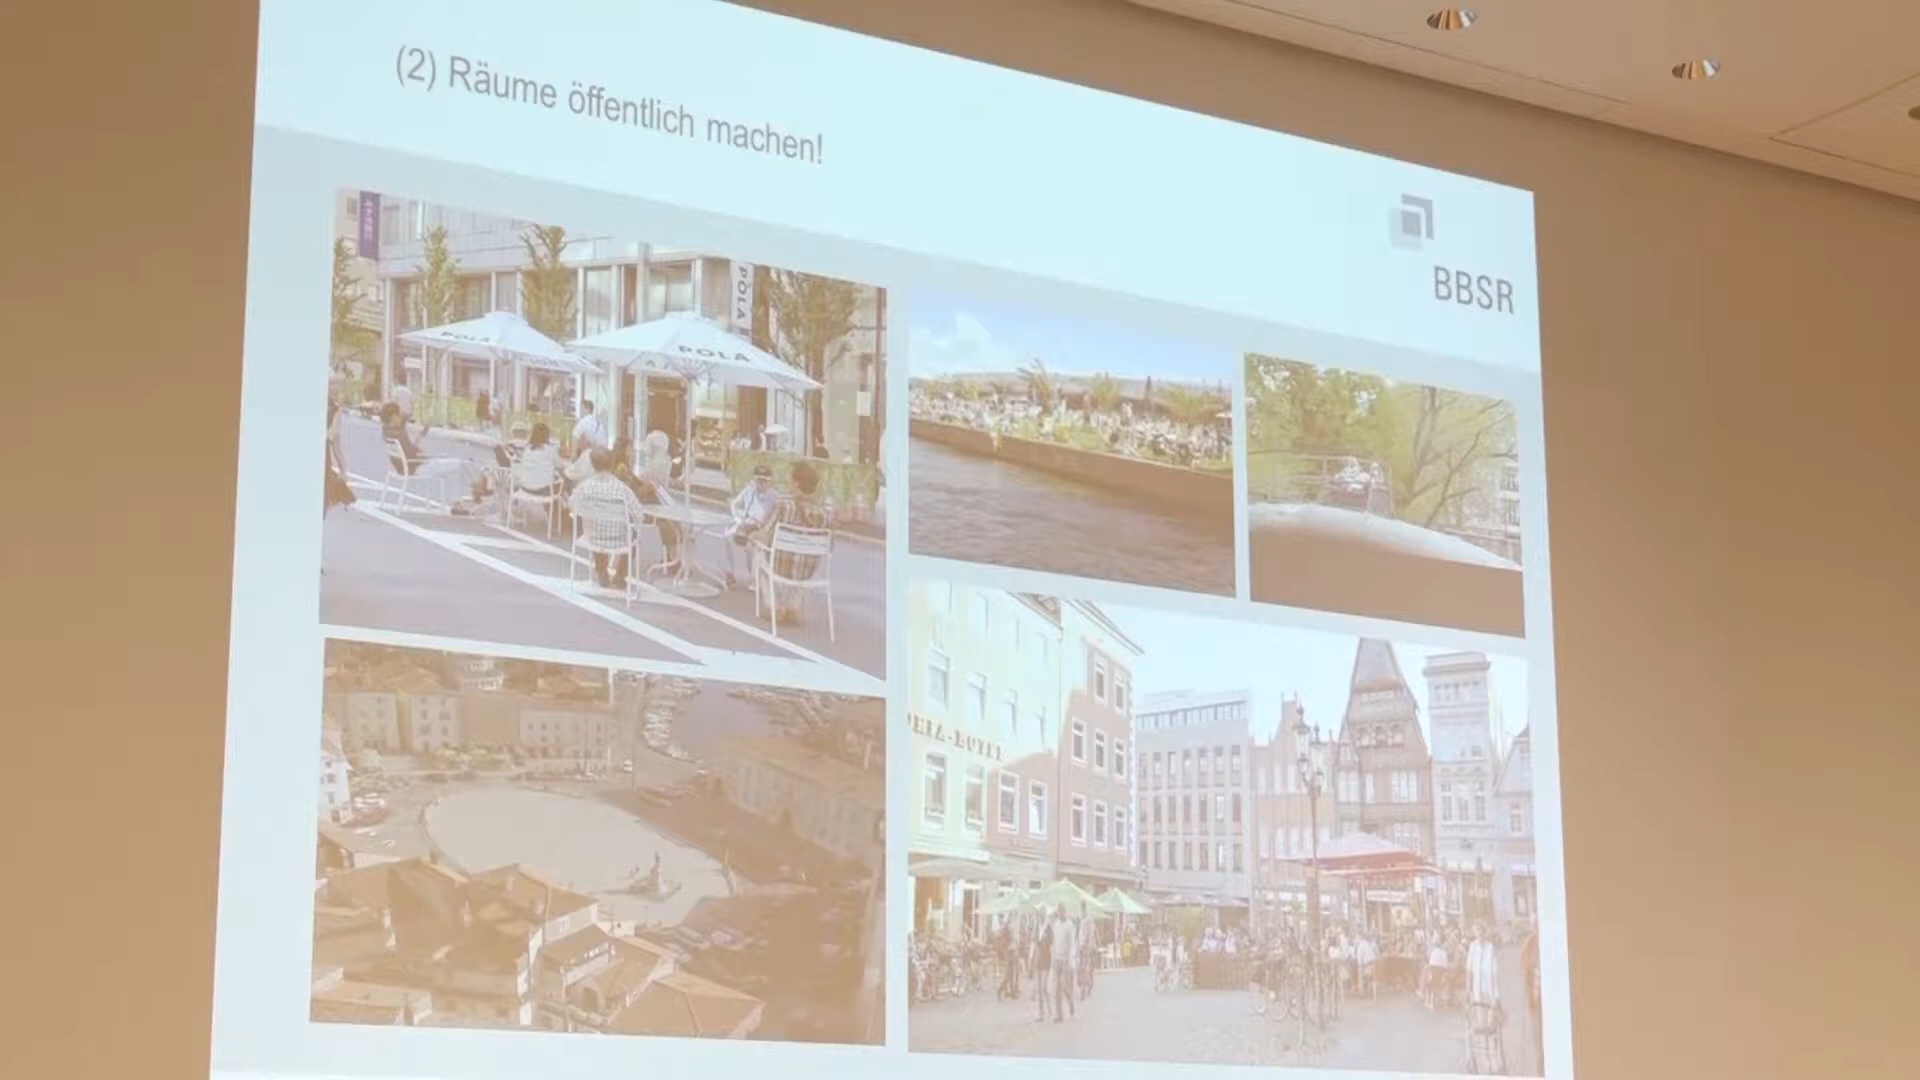 (2) Räume öffentlich machen!
BBSR
POLA
POLA
POLA